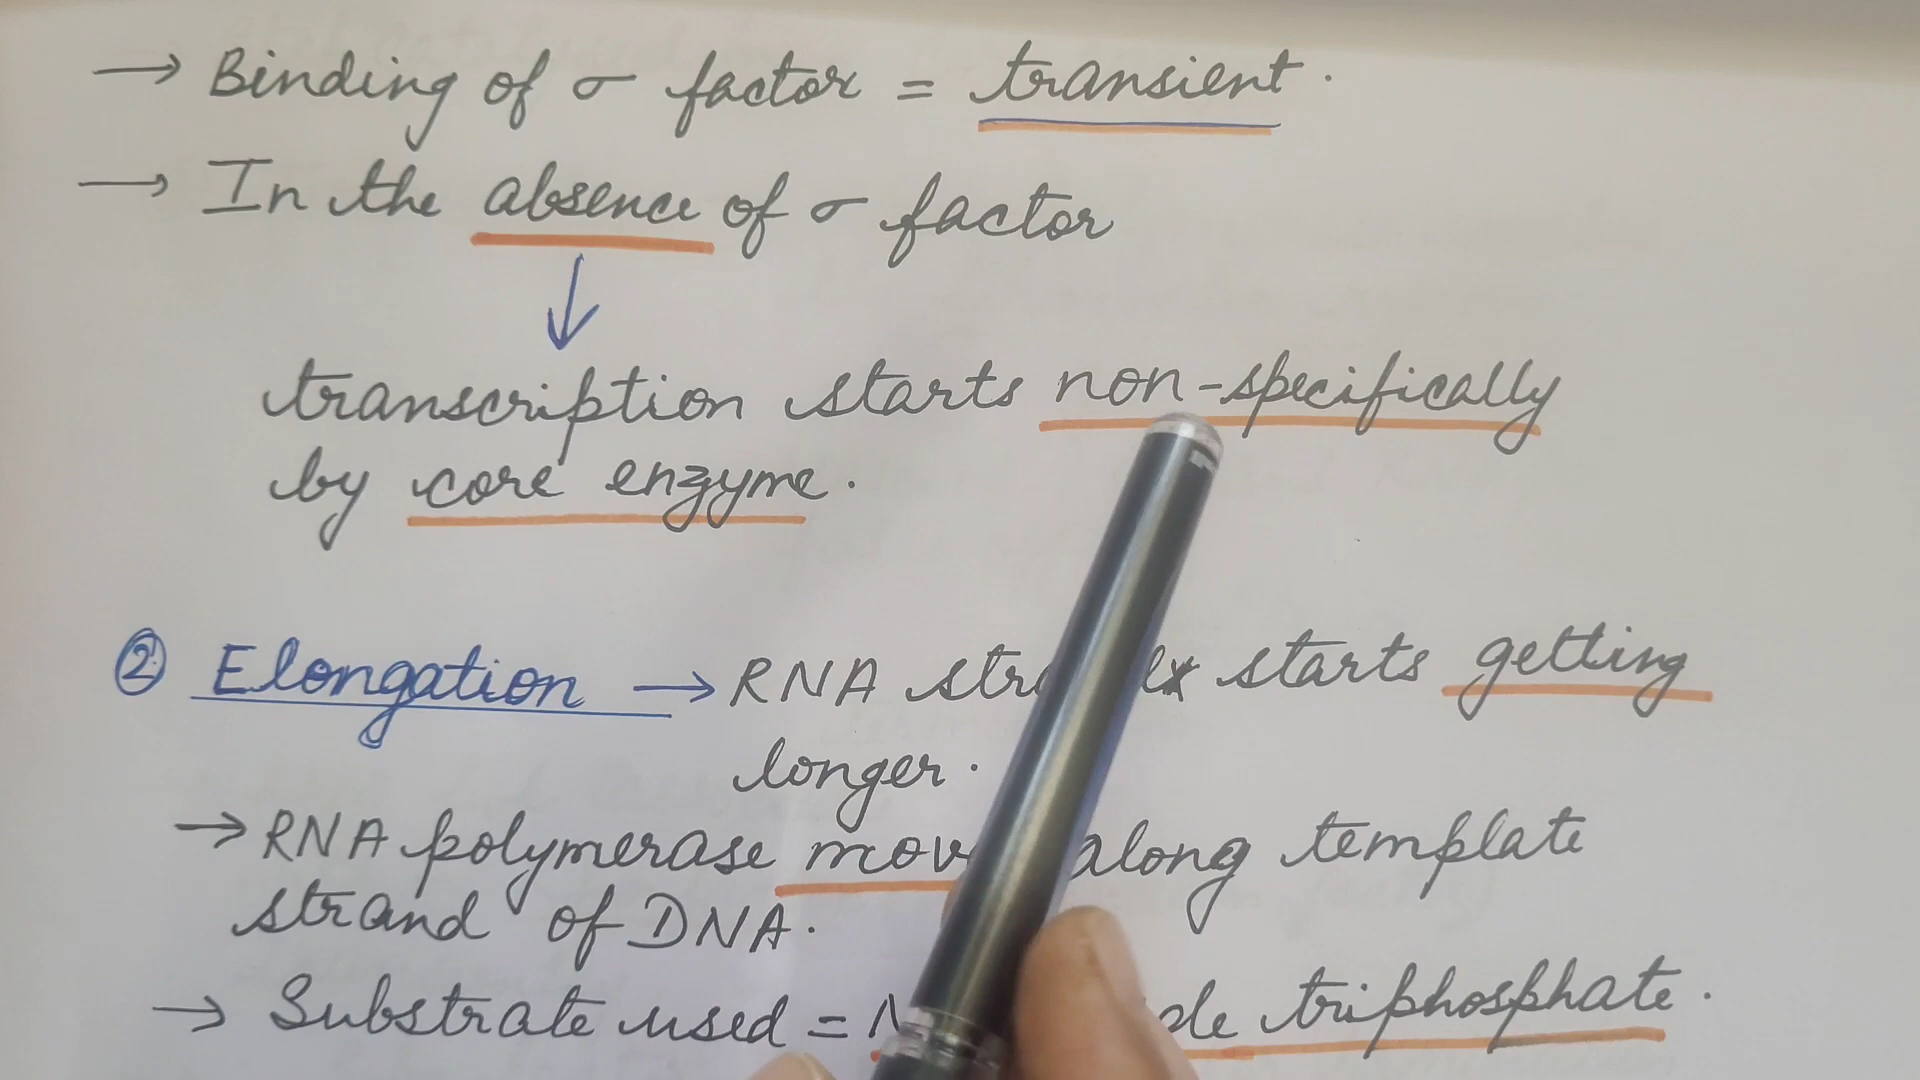 → Binding of σ factor = transient.
→ In the absence of σ factor
↓
transcription starts non-specifically
by core enzyme.
② Elongation → RNA starts getting
longer.
→ RNA polymerase along template
strand of DNA.
→ Substrate used = triphosphate.